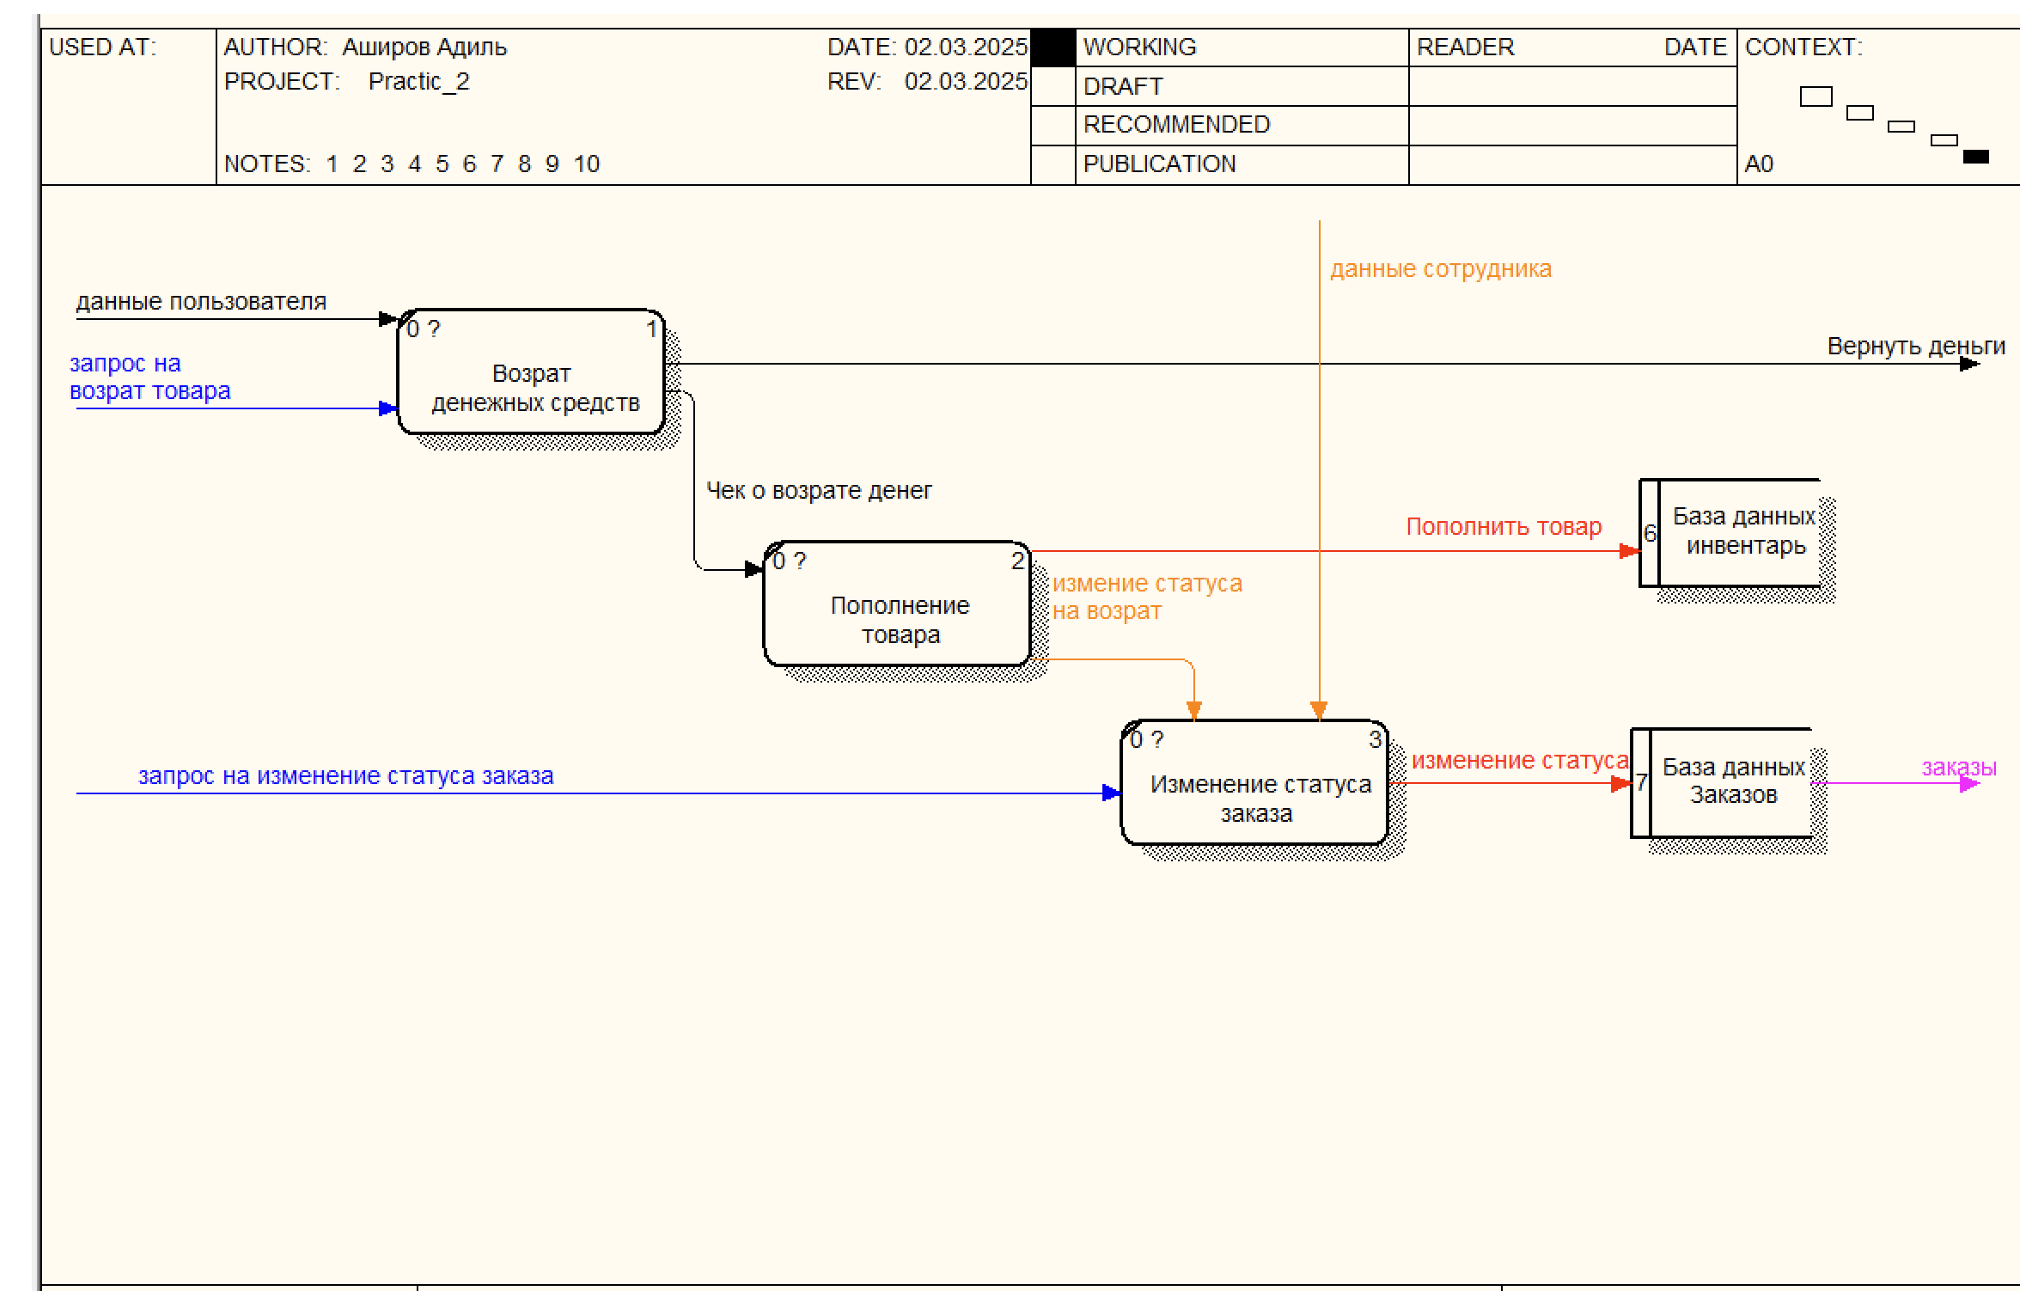 USED AT:
AUTHOR: Аширов Адиль
DATE: 02.03.2025
PROJECT: Practic_2
REV: 02.03.2025
NOTES: 1 2 3 4 5 6 7 8 9 10
WORKING
DRAFT
RECOMMENDED
PUBLICATION
READER
DATE
CONTEXT:
A0
данные сотрудника
данные пользователя
запрос на
возрат товара
0 ?
1
Возрат
денежных средств
Вернуть деньги
Чек о возрате денег
0 ?
2
Пополнение
товара
Пополнить товар
6
База данных
инвентарь
измение статуса
на возрат
запрос на изменение статуса заказа
0 ?
3
Изменение статуса
заказа
изменение статуса
7
База данных
Заказов
заказы